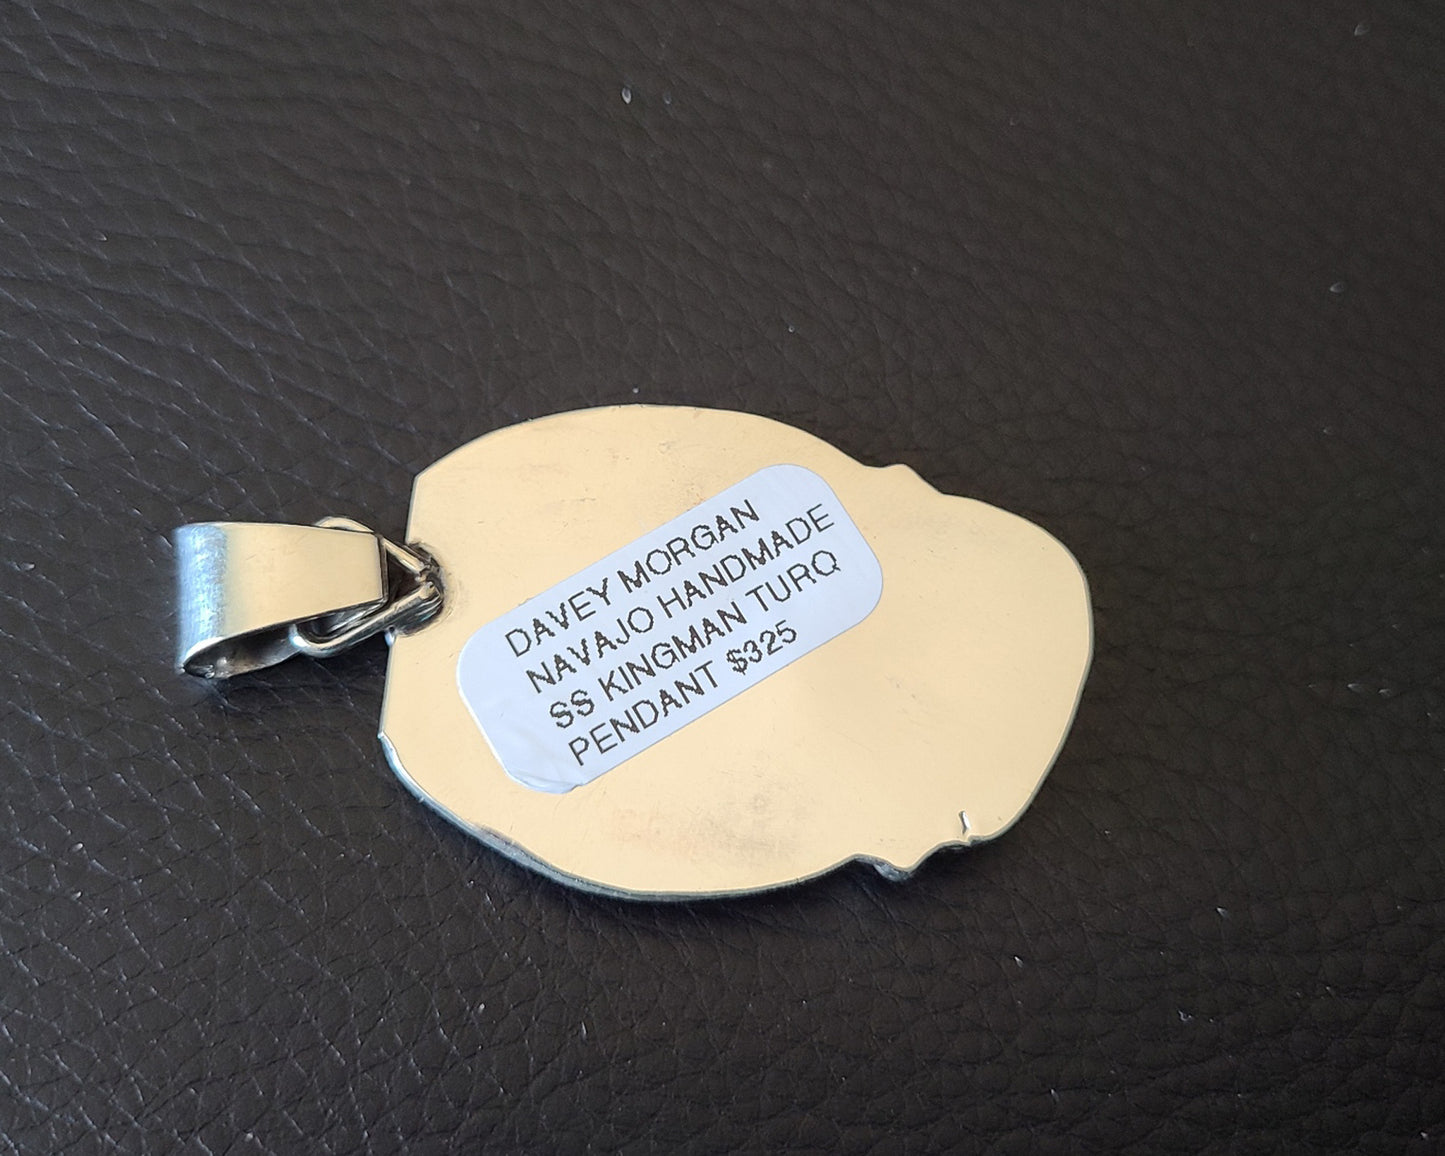 DAVEY MORGAN
NAVAJO HANDMADE
SS KINGMAN TURQ
PENDANT $325